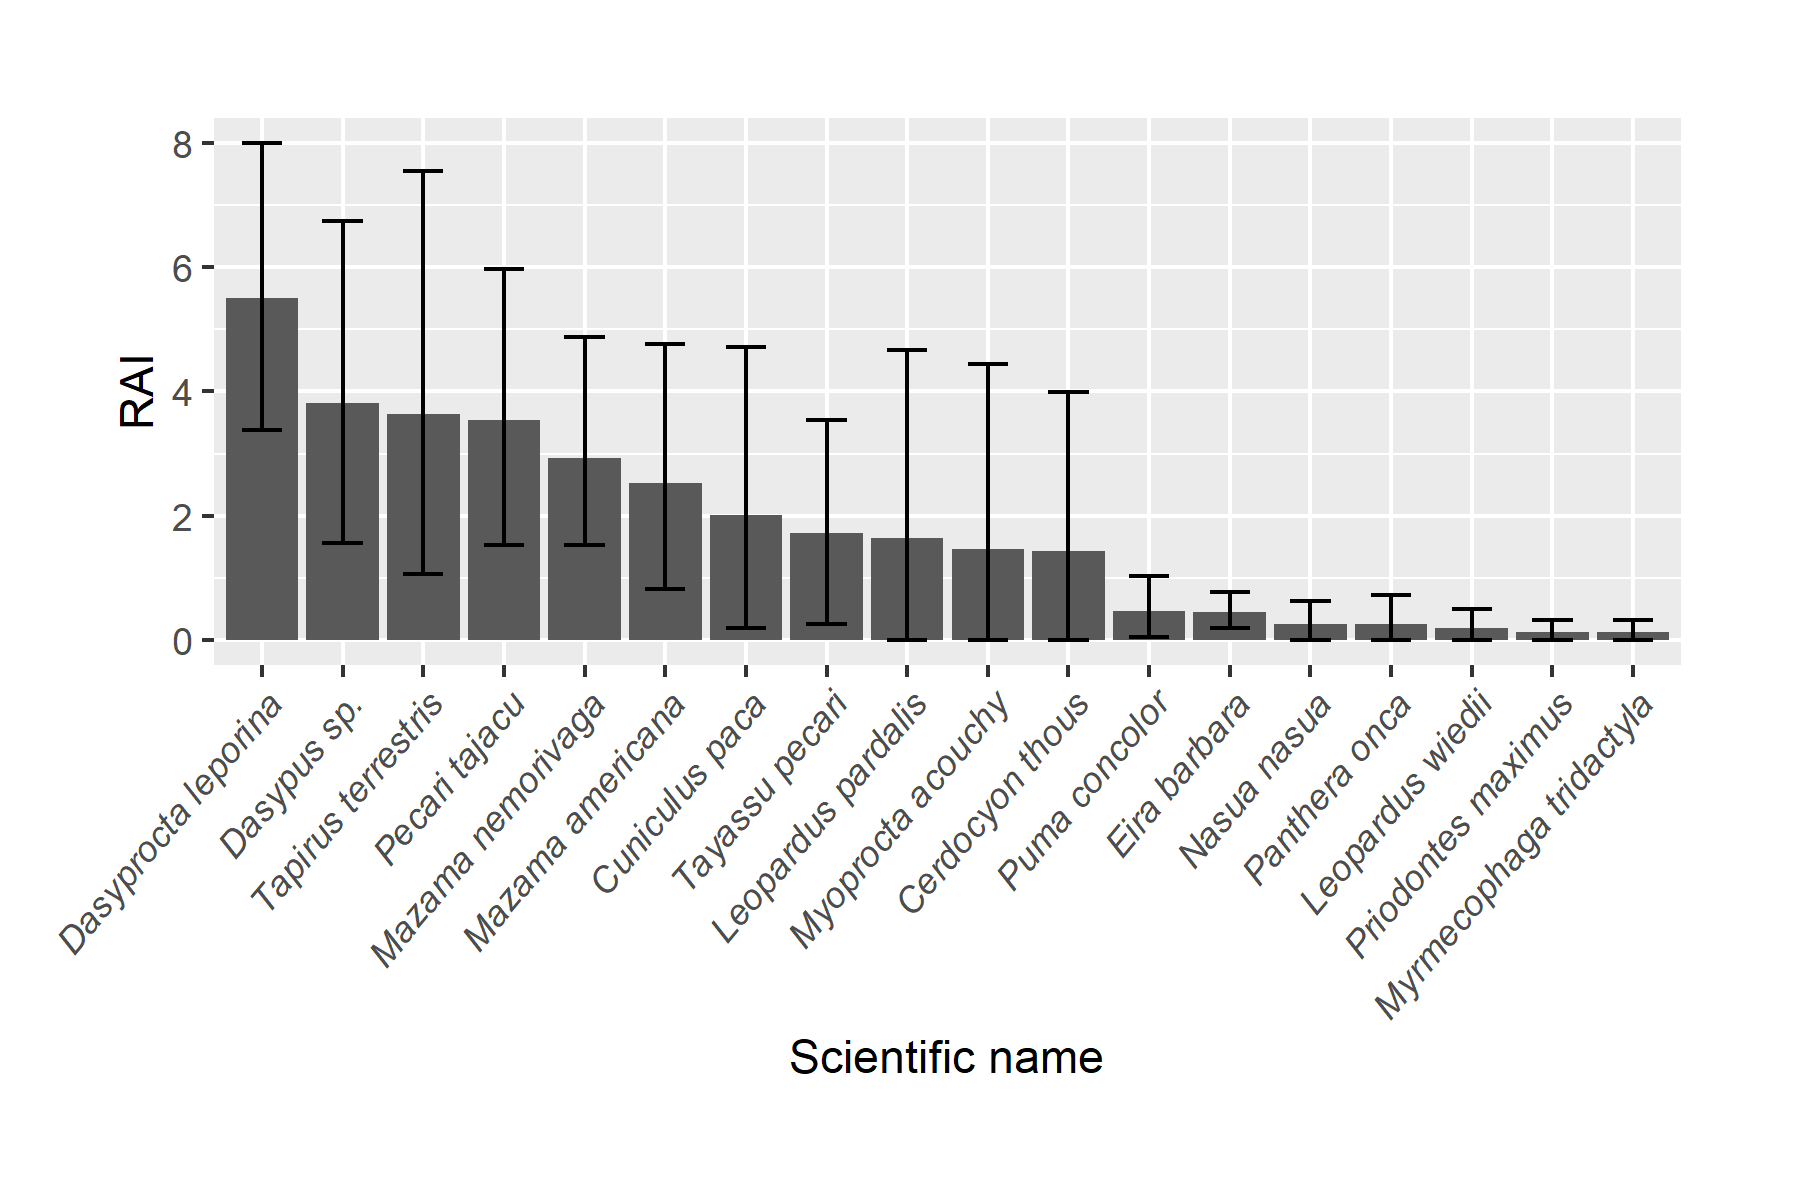 RAI
8
6
4
2
0
Dasyprocta leporina
Dasypus sp.
Tapirus terrestris
Pecari tajacu
Mazama nemorivaga
Mazama americana
Cuniculus paca
Tayassu pecari
Leopardus pardalis
Myoprocta acouchy
Cerdocyon thous
Puma concolor
Eira barbara
Nasua nasua
Panthera onca
Leopardus wiedii
Priodontes maximus
Myrmecophaga tridactyla
Scientific name